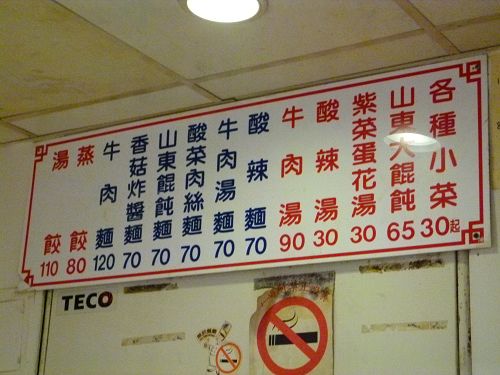 各種小菜 30起
山東大餛飩 65
紫菜蛋花湯 30
酸辣湯 30
牛肉湯 90
酸辣麵 70
牛肉湯麵 70
酸菜肉絲麵 70
山東餛飩麵 70
香菇炸醬麵 70
牛肉麵 120
蒸餃 80
湯餃 110
TECO